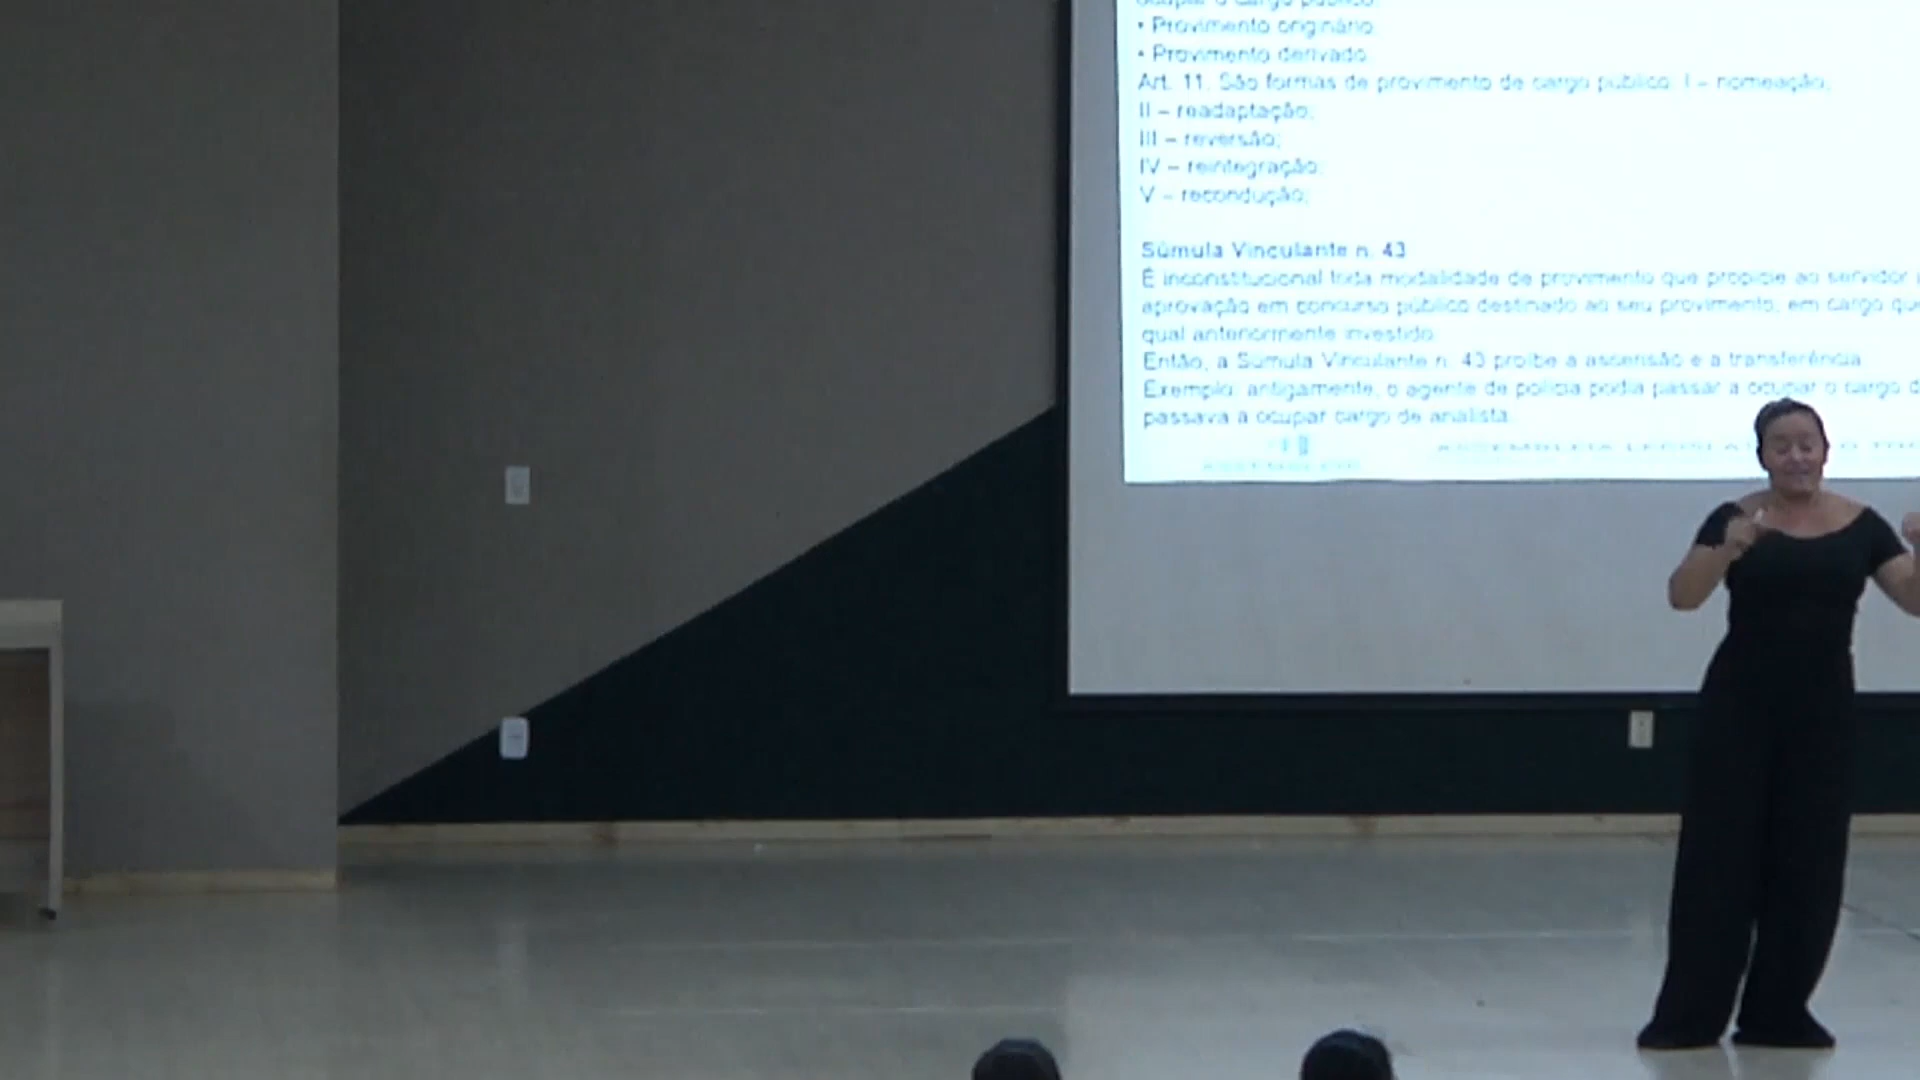 ocupar o cargo público.
• Provimento originário;
• Provimento derivado.
Art. 11. São formas de provimento de cargo público: I – nomeação;
II – readaptação;
III – reversão;
IV – reintegração;
V – recondução;
Súmula Vinculante n. 43
É inconstitucional toda modalidade de provimento que propicie ao servidor
aprovação em concurso público destinado ao seu provimento, em cargo que
qual anteriormente investido.
Então, a Súmula Vinculante n. 43 proíbe a ascensão e a transferência.
Exemplo: antigamente, o agente de polícia podia passar a ocupar o cargo
passava a ocupar cargo de analista.